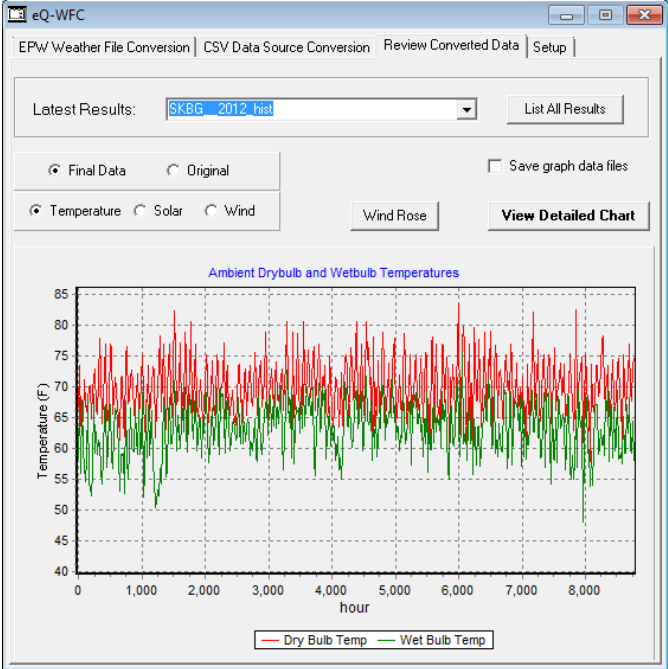 eQ-WFC
EPW Weather File Conversion CSV Data Source Conversion Review Converted Data Setup
Latest Results: SKBG__2012_hist List All Results
Final Data Original Save graph data files
Temperature Solar Wind Wind Rose View Detailed Chart
Ambient Drybulb and Wetbulb Temperatures
85
80
75
70
65
60
55
50
45
40
Temperature (F)
0 1,000 2,000 3,000 4,000 5,000 6,000 7,000 8,000
hour
Dry Bulb Temp Wet Bulb Temp